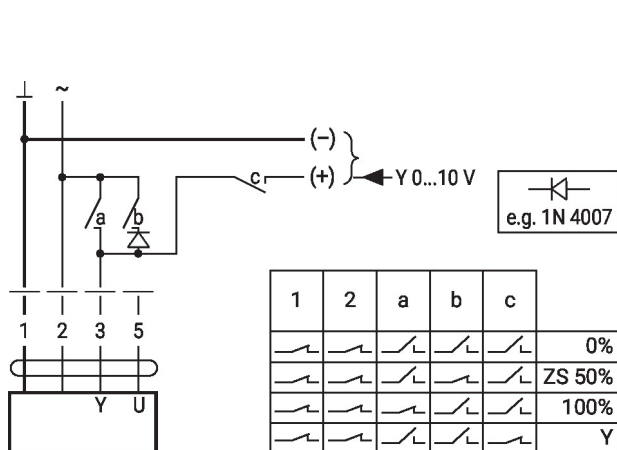 ⊥ ~
(–)
c (+) Y 0...10 V
a b
e.g. 1N 4007
1 2 3 5
Y U
1 2 a b c
0%
ZS 50%
100%
Y